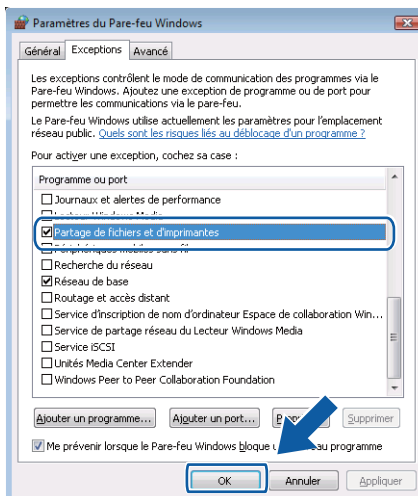 Paramètres du Pare-feu Windows
Général Exceptions Avancé
Les exceptions contrôlent le mode de communication des programmes via le
Pare-feu Windows. Ajoutez une exception de programme ou de port pour
permettre les communications via le pare-feu.
Le Pare-feu Windows utilise actuellement les paramètres pour l'emplacement
réseau public. Quels sont les risques liés au déblocage d'un programme ?
Pour activer une exception, cochez sa case :
Programme ou port
Journaux et alertes de performance
Lecteur Windows Media
Partage de fichiers et d'imprimantes
Périphériques mobiles sans fil
Recherche du réseau
Réseau de base
Routage et accès distant
Service d'inscription de nom d'ordinateur Espace de collaboration Win...
Service de partage réseau du Lecteur Windows Media
Service iSCSI
Unités Media Center Extender
Windows Peer to Peer Collaboration Foundation
Ajouter un programme... Ajouter un port... Supprimer
Me prévenir lorsque le Pare-feu Windows bloque programme
OK Annuler Appliquer